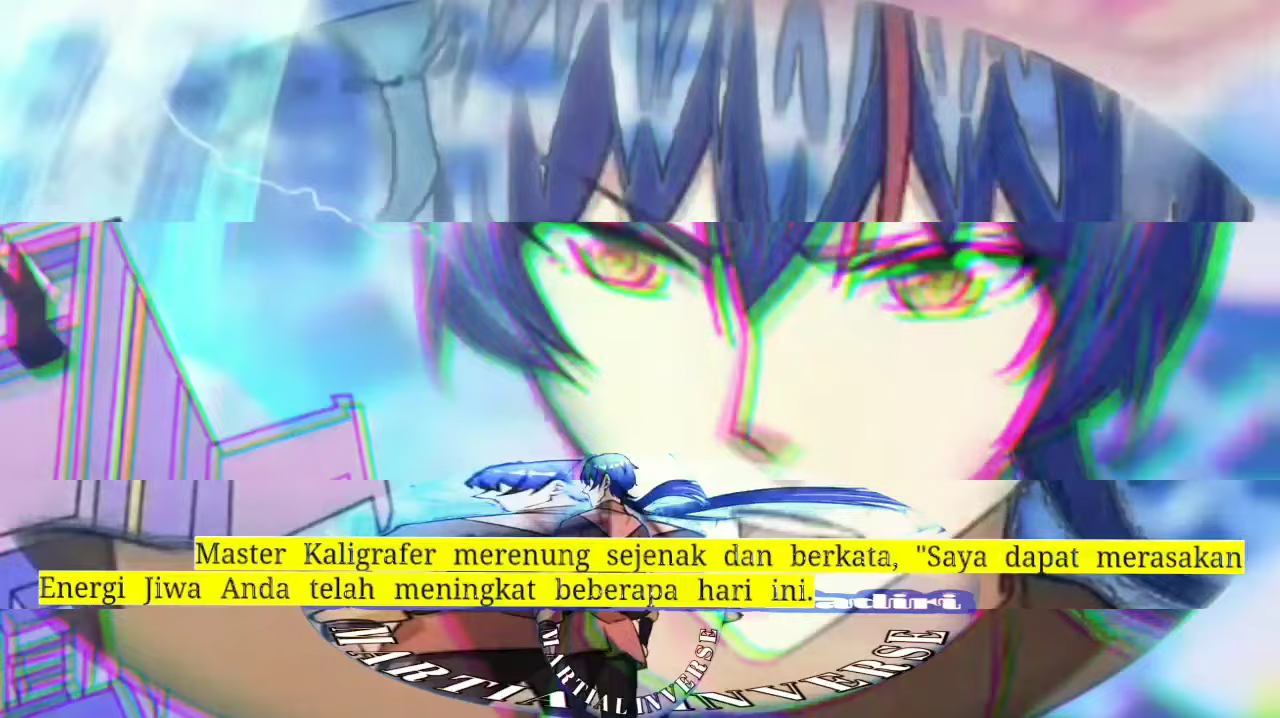 Master Kaligrafer merenung sejenak dan berkata, "Saya dapat merasakan
Energi Jiwa Anda telah meningkat beberapa hari ini.
MARTIAL INVERSE
MARTIAL INVERSE